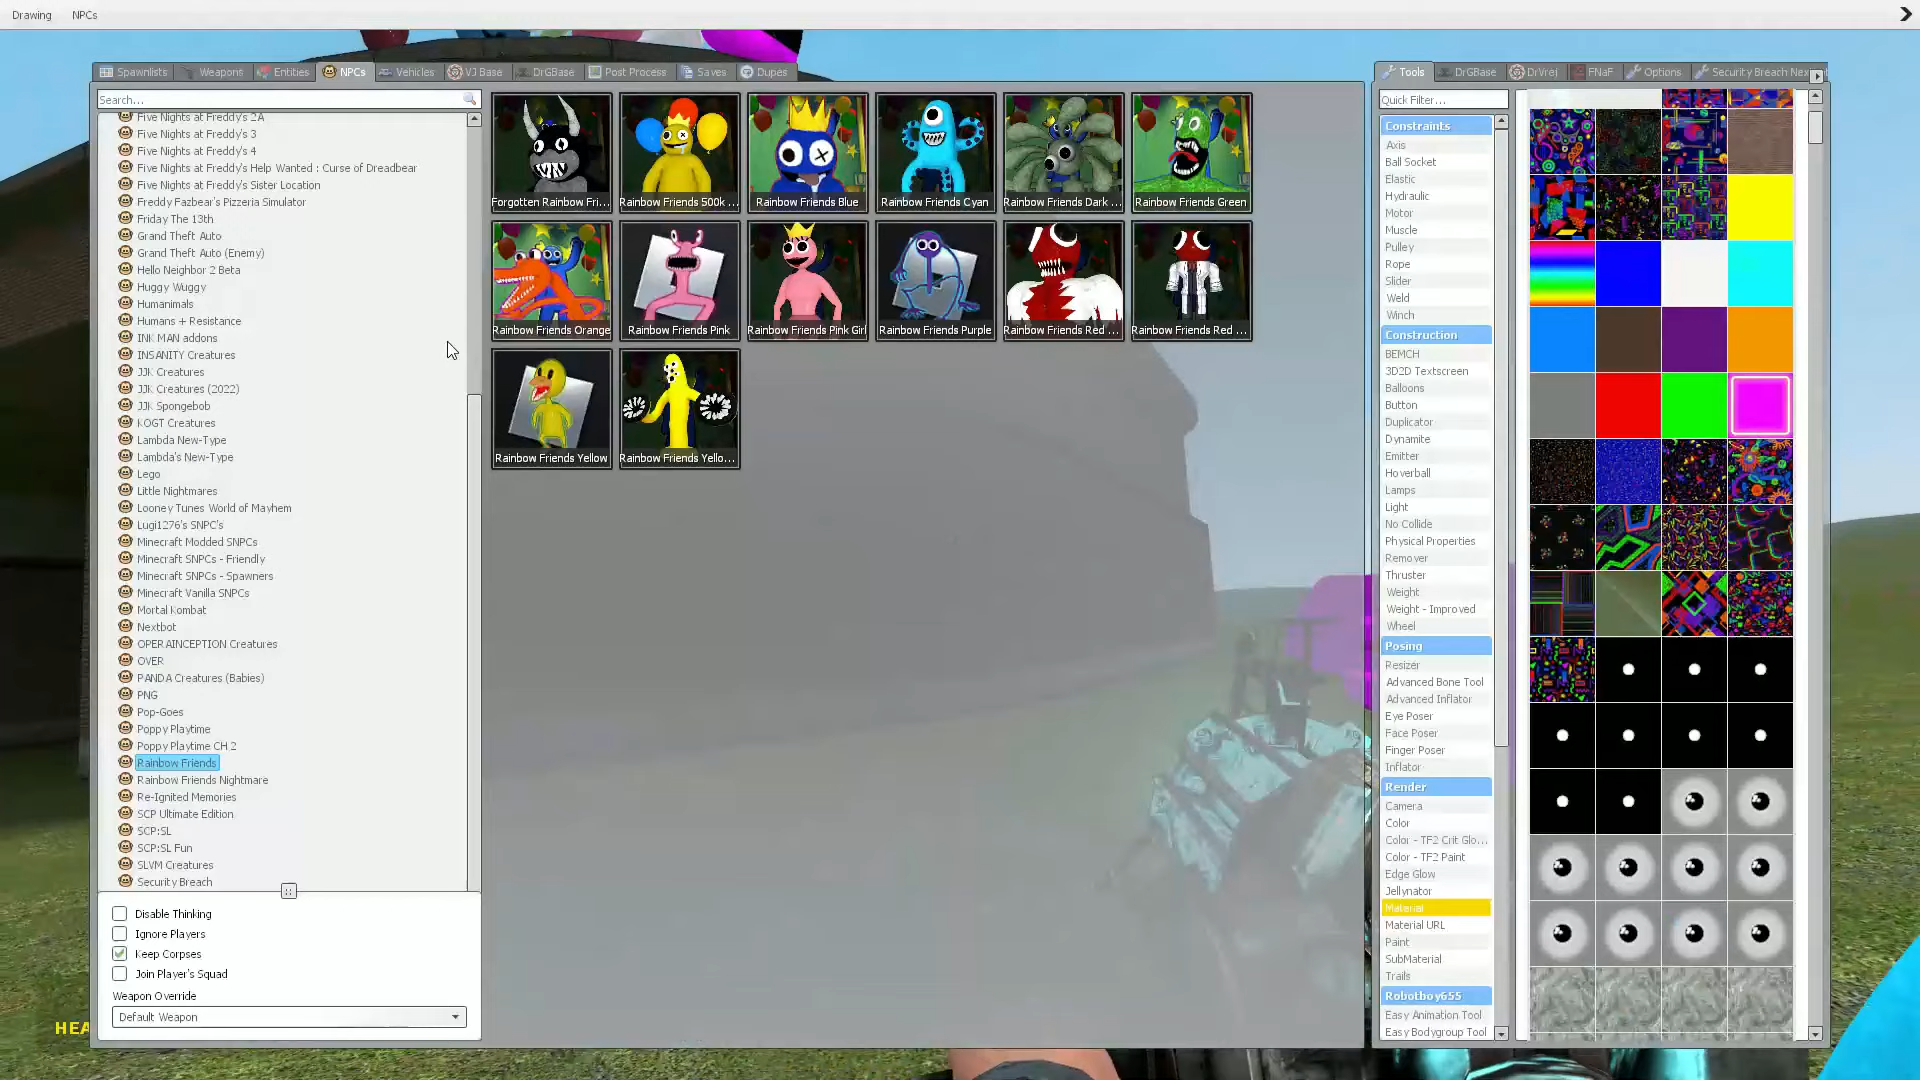 Drawing NPCs
Spawnlists Weapons Entities NPCs Vehicles VJ Base DrGBase Post Process Saves Dupes
Tools DrGBase DrVrej FNaF Options Security Breach Nex
Search...
Five Nights at Freddy's 2A
Five Nights at Freddy's 3
Five Nights at Freddy's 4
Five Nights at Freddy's Help Wanted : Curse of Dreadbear
Five Nights at Freddy's Sister Location
Freddy Fazbear's Pizzeria Simulator
Friday The 13th
Grand Theft Auto
Grand Theft Auto (Enemy)
Hello Neighbor 2 Beta
Huggy Wuggy
Humanimals
Humans + Resistance
INK MAN addons
INSANITY Creatures
JJK Creatures
JJK Creatures (2022)
JJK Spongebob
KOGT Creatures
Lambda New-Type
Lambda's New-Type
Lego
Little Nightmares
Looney Tunes World of Mayhem
Lugi1276's SNPC's
Minecraft Modded SNPCs
Minecraft SNPCs - Friendly
Minecraft SNPCs - Spawners
Minecraft Vanilla SNPCs
Mortal Kombat
Nextbot
OPERAINCEPTION Creatures
OVER
PANDA Creatures (Babies)
PNG
Pop-Goes
Poppy Playtime
Poppy Playtime CH 2
Rainbow Friends
Rainbow Friends Nightmare
Re-Ignited Memories
SCP Ultimate Edition
SCP:SL
SCP:SL Fun
SLVM Creatures
Security Breach
Disable Thinking
Ignore Players
Keep Corpses
Join Player's Squad
Weapon Override
Default Weapon
HEA
Forgotten Rainbow Fri... Rainbow Friends 500k ... Rainbow Friends Blue Rainbow Friends Cyan Rainbow Friends Dark ... Rainbow Friends Green
Rainbow Friends Orange Rainbow Friends Pink Rainbow Friends Pink Girl Rainbow Friends Purple Rainbow Friends Red ... Rainbow Friends Red ...
Rainbow Friends Yellow Rainbow Friends Yello...
Quick Filter...
Constraints
Axis
Ball Socket
Elastic
Hydraulic
Motor
Muscle
Pulley
Rope
Slider
Weld
Winch
Construction
BEMCH
3D2D Textscreen
Balloons
Button
Duplicator
Dynamite
Emitter
Hoverball
Lamps
Light
No Collide
Physical Properties
Remover
Thruster
Weight
Weight - Improved
Wheel
Posing
Resizer
Advanced Bone Tool
Advanced Inflator
Eye Poser
Face Poser
Finger Poser
Inflator
Render
Camera
Color
Color - TF2 Crit Glo...
Color - TF2 Paint
Edge Glow
Jellynator
Material
Material URL
Paint
SubMaterial
Trails
Robotboy655
Easy Animation Tool
Easy Bodygroup Tool